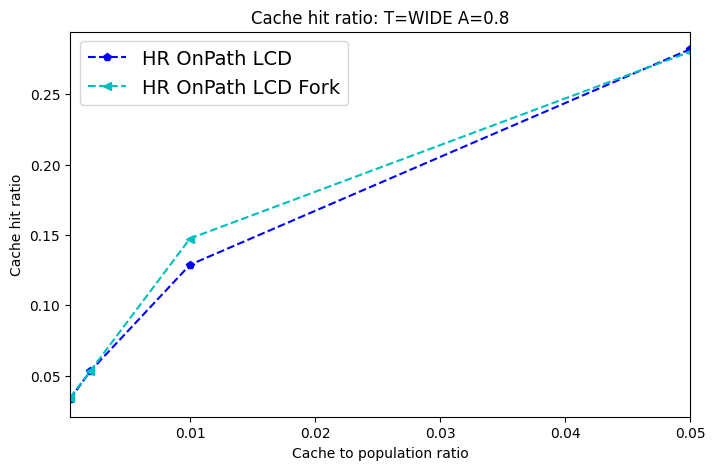 Cache hit ratio: T=WIDE A=0.8
HR OnPath LCD
HR OnPath LCD Fork
Cache hit ratio
0.25
0.20
0.15
0.10
0.05
0.01 0.02 0.03 0.04 0.05
Cache to population ratio